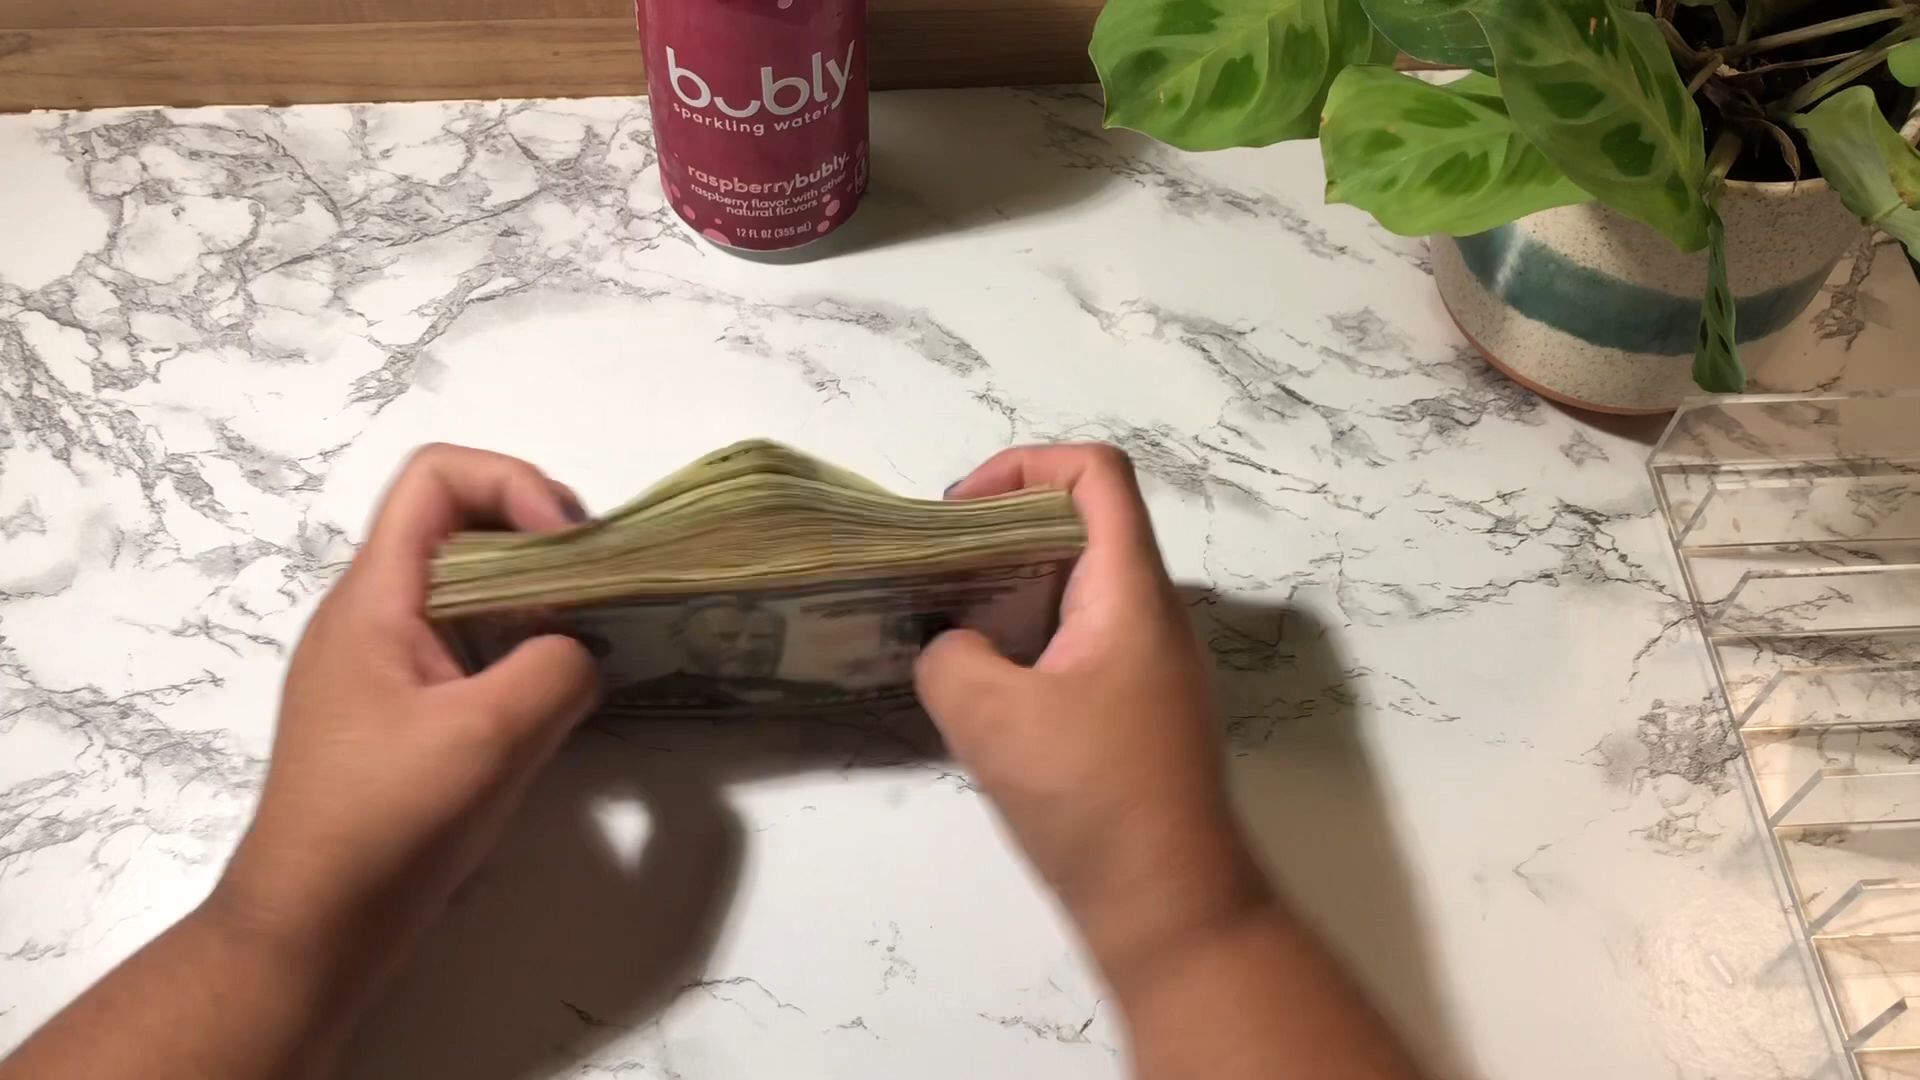 bubly
sparkling water
raspberrybubly
raspberry flavor with other
natural flavors
12 FL OZ (355 mL)